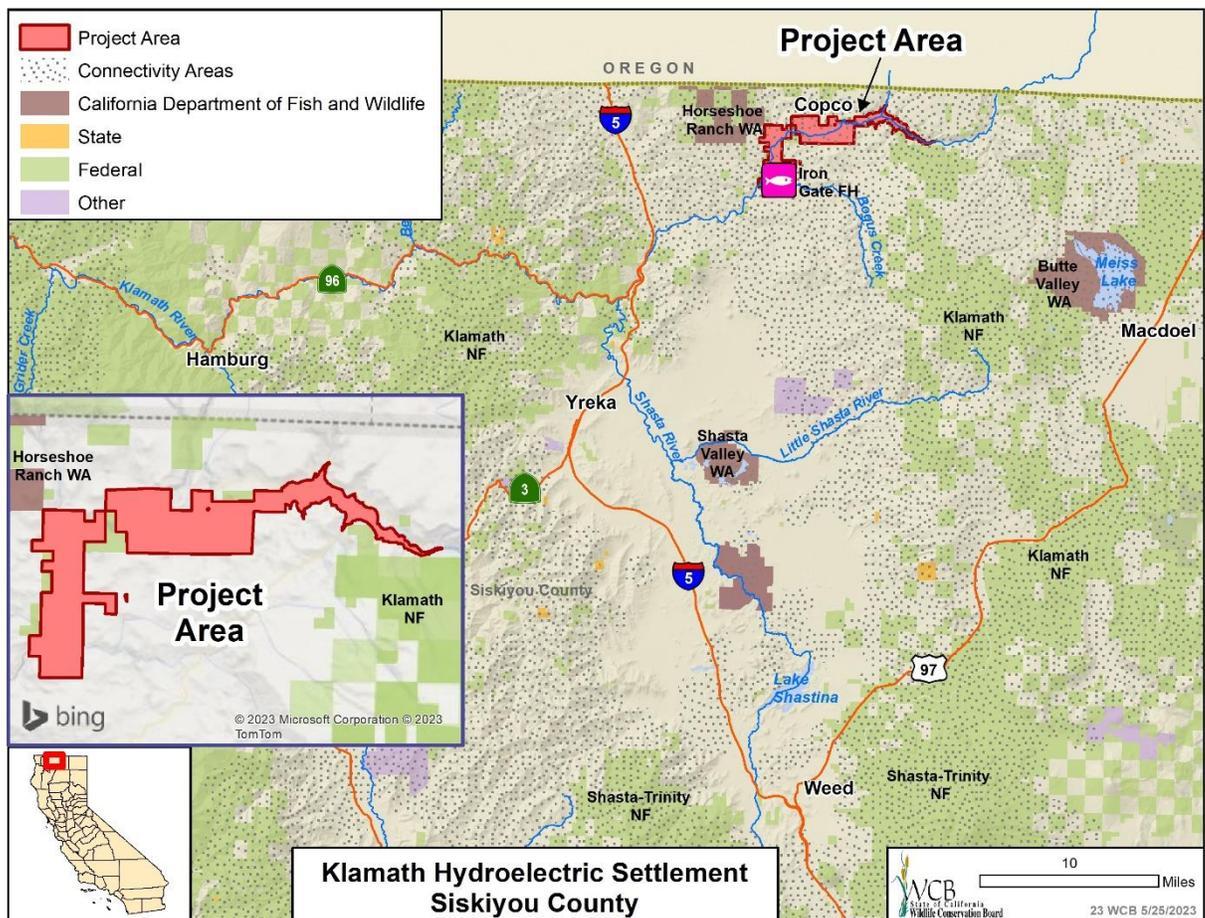 Project Area
Connectivity Areas
California Department of Fish and Wildlife
State
Federal
Other
Project Area
OREGON
5
Horseshoe
Ranch WA
Copco
Iron
Gate FH
Bogus Creek
Be
96
Klamath River
Hamburg
Grider Creek
Klamath
NF
Klamath
NF
Butte
Valley
WA
Meiss
Lake
Macdoel
Yreka
Shasta River
Shasta
Valley
WA
Little Shasta River
3
5
Siskiyou County
Klamath
NF
97
Lake
Shastina
Weed
Shasta-Trinity
NF
Shasta-Trinity
NF
Horseshoe
Ranch WA
Project
Area
Klamath
NF
bing
© 2023 Microsoft Corporation © 2023
TomTom
Klamath Hydroelectric Settlement
Siskiyou County
10
Miles
WCB
State of California
Wildlife Conservation Board
23 WCB 5/25/2023